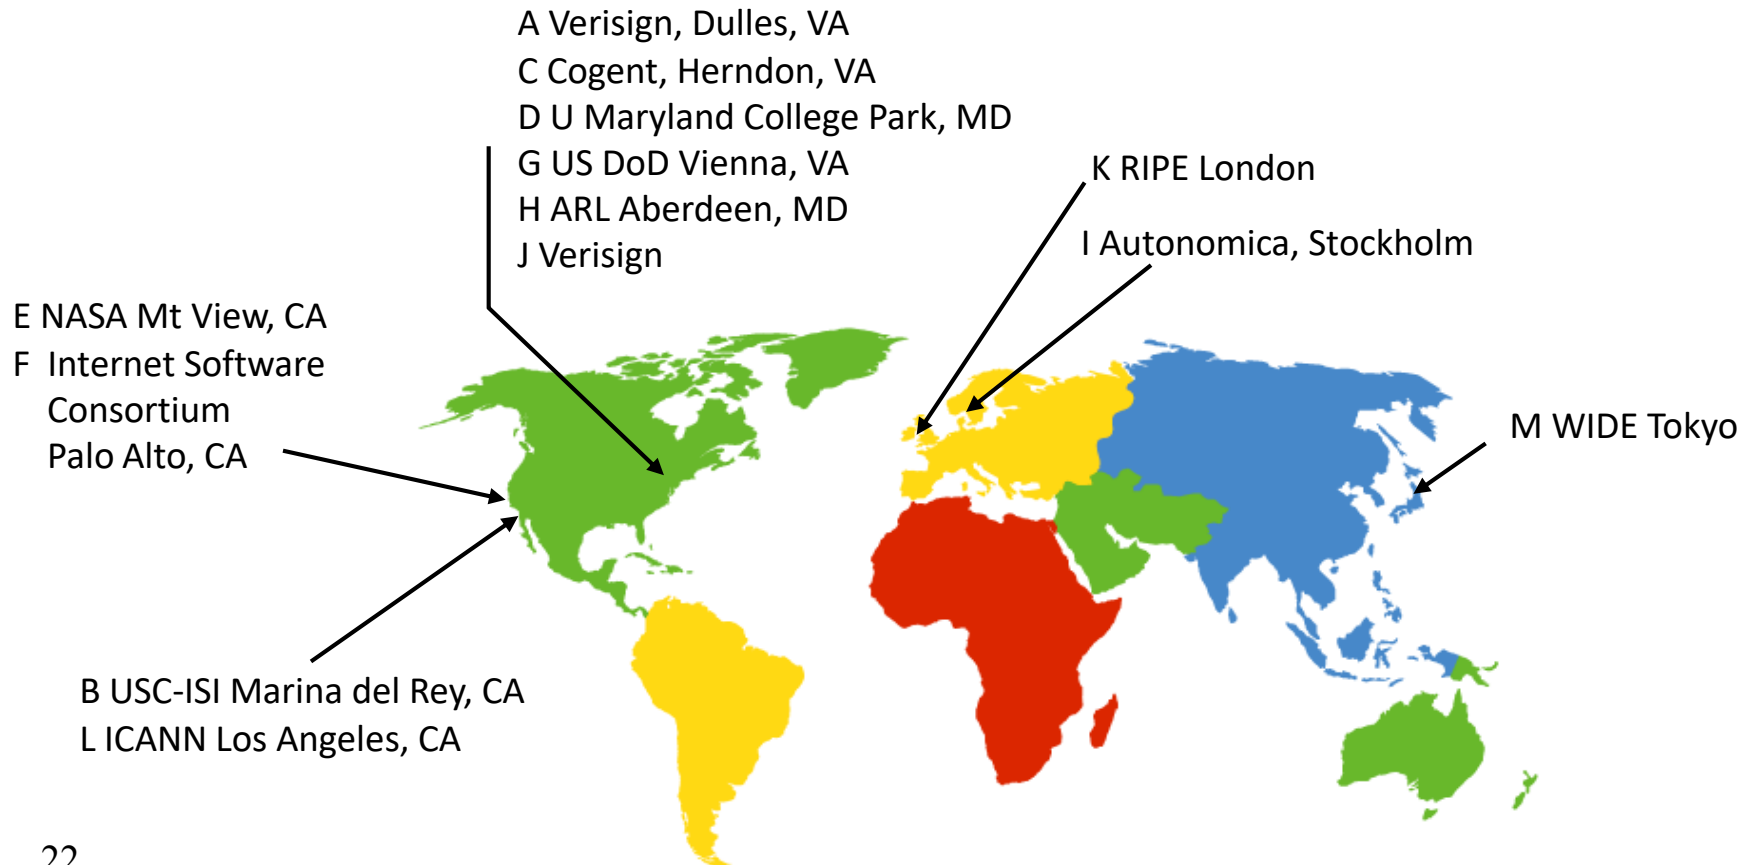 A Verisign, Dulles, VA
C Cogent, Herndon, VA
D U Maryland College Park, MD
G US DoD Vienna, VA
H ARL Aberdeen, MD
J Verisign
K RIPE London
I Autonomica, Stockholm
E NASA Mt View, CA
F Internet Software
Consortium
Palo Alto, CA
M WIDE Tokyo
B USC-ISI Marina del Rey, CA
L ICANN Los Angeles, CA
22